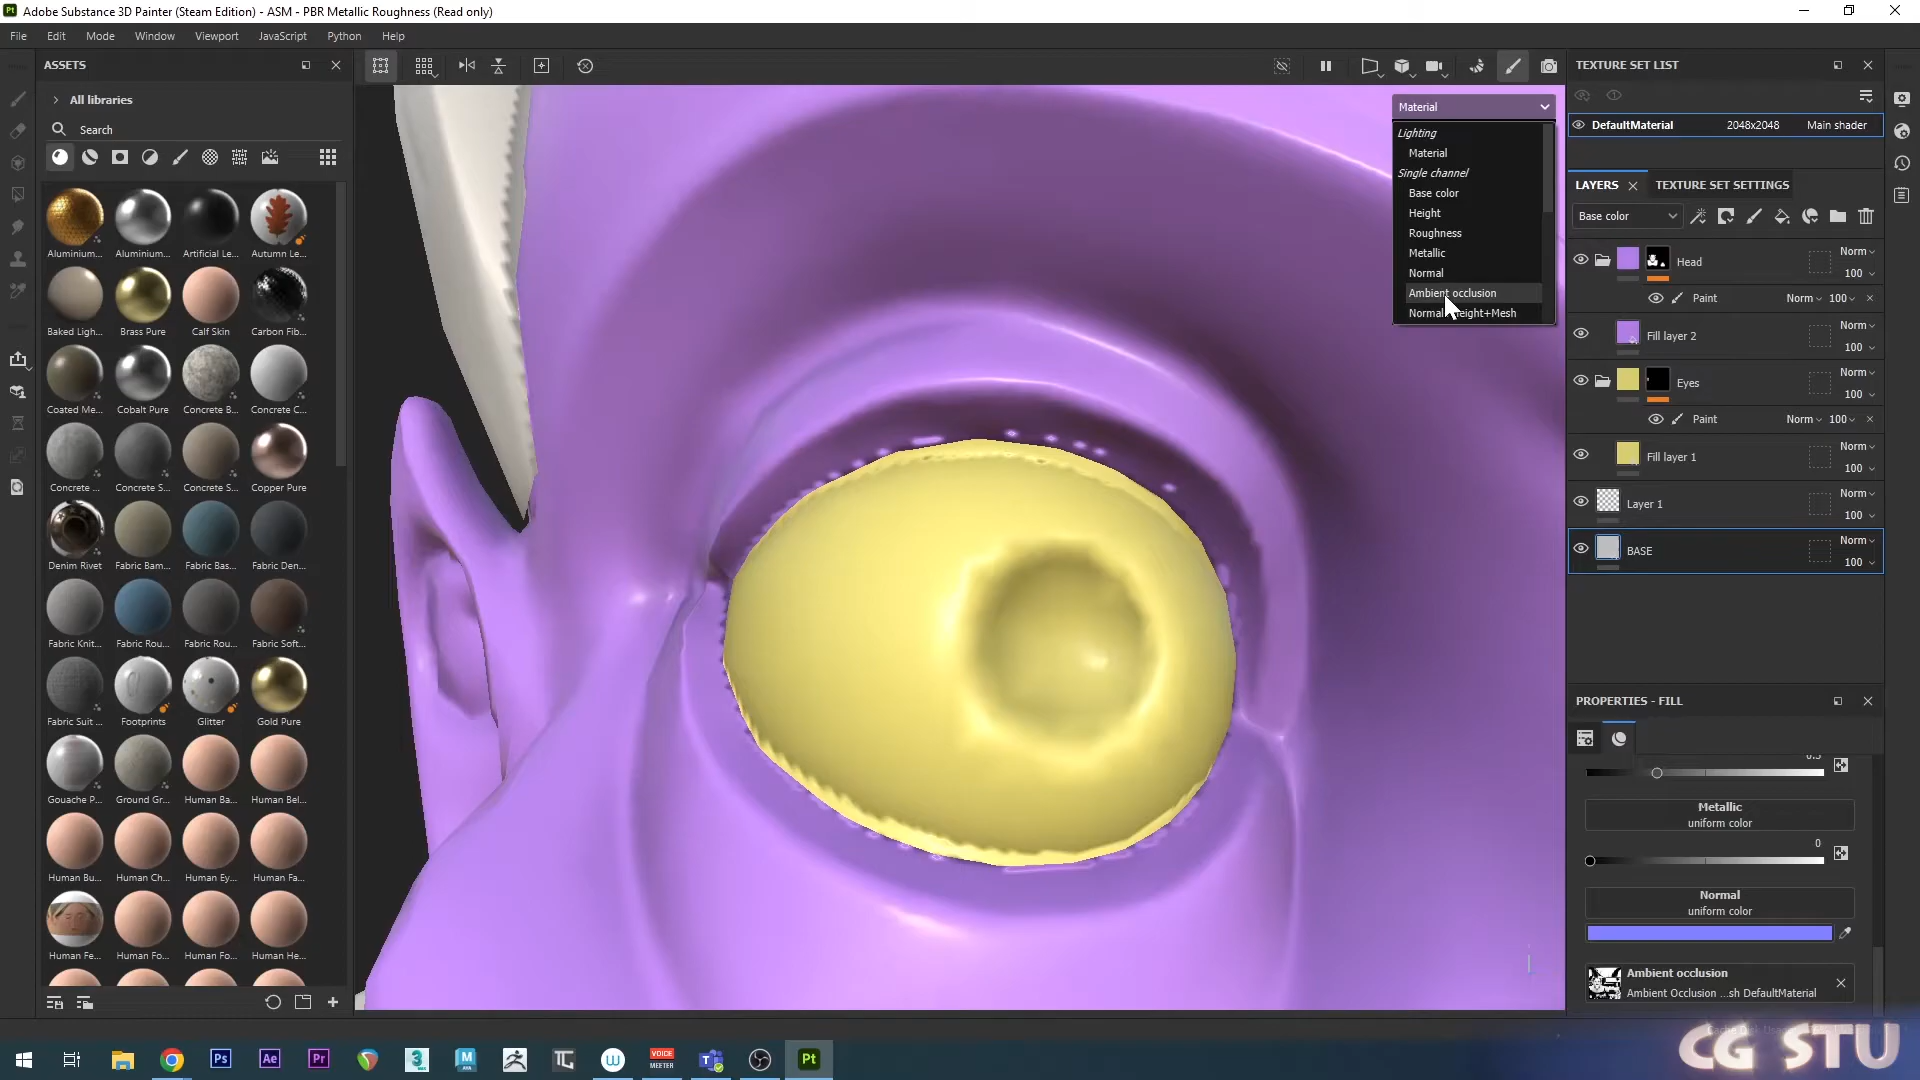 Adobe Substance 3D Painter (Steam Edition) - ASM - PBR Metallic Roughness (Read only)
File Edit Mode Window Viewport JavaScript Python Help
ASSETS
All libraries
Search
Aluminium... Aluminium... Artificial Le... Autumn Le...
Baked Ligh... Brass Pure Calf Skin Carbon Fib...
Coated Me... Cobalt Pure Concrete B... Concrete C...
Concrete ... Concrete S... Concrete S... Copper Pure
Denim Rivet Fabric Bam... Fabric Bas... Fabric Den...
Fabric Knit... Fabric Rou... Fabric Rou... Fabric Soft...
Fabric Suit ... Footprints Glitter Gold Pure
Gouache P... Ground Gr... Human Ba... Human Bel...
Human Bu... Human Ch... Human Ey... Human Fa...
Human Fe... Human Fo... Human Fo... Human He...
Material
Lighting
Material
Single channel
Base color
Height
Roughness
Metallic
Normal
Ambient occlusion
TEXTURE SET LIST
DefaultMaterial 2048x2048 Main shader
LAYERS TEXTURE SET SETTINGS
Base color
Head Norm 100
Paint Norm 100
Fill layer 2 Norm 100
Eyes Norm 100
Paint Norm 100
Fill layer 1 Norm 100
Layer 1 Norm 100
BASE Norm 100
PROPERTIES - FILL
Metallic
uniform color
0
Normal
uniform color
Ambient occlusion
Ambient Occlusion ...sh DefaultMaterial
Ps Ae Pr VOICE MEETER Pt
CG STU